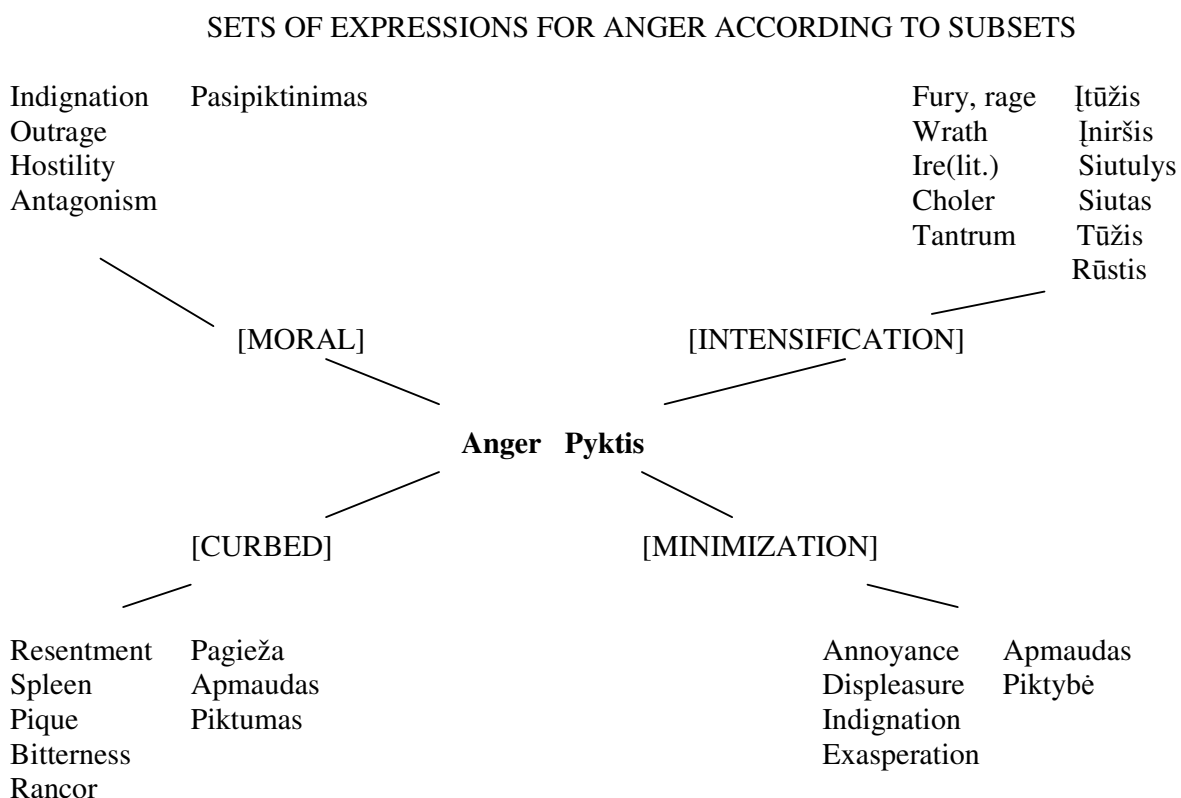 SETS OF EXPRESSIONS FOR ANGER ACCORDING TO SUBSETS
Indignation Pasipiktinimas
Outrage
Hostility
Antagonism
Fury, rage Įtūžis
Wrath Įniršis
Ire(lit.) Siutulys
Choler Siutas
Tantrum Tūžis
Rūstis
[MORAL]
[INTENSIFICATION]
Anger Pyktis
[CURBED]
[MINIMIZATION]
Resentment Pagieža
Spleen Apmaudas
Pique Piktumas
Bitterness
Rancor
Annoyance Apmaudas
Displeasure Piktybė
Indignation
Exasperation